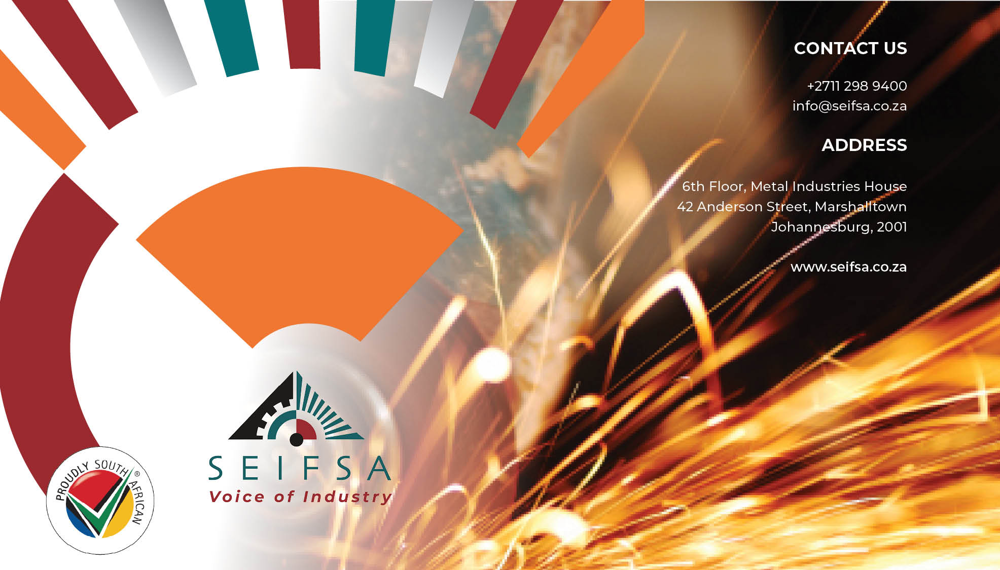 CONTACT US
+2711 298 9400
info@seifsa.co.za
ADDRESS
6th Floor, Metal Industries House
42 Anderson Street, Marshalltown
Johannesburg, 2001
www.seifsa.co.za
SEIFSA
Voice of Industry
PROUDLY SOUTH AFRICAN ®